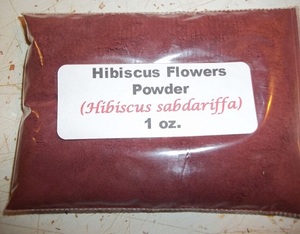 Hibiscus Flowers
Powder
(Hibiscus sabdariffa)
1 oz.